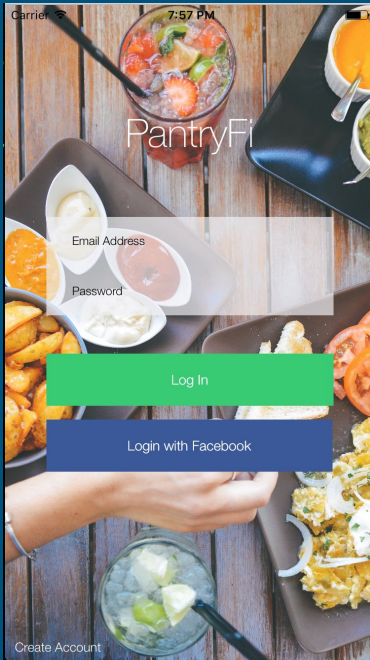 Carrier 7:57 PM
PantryFi
Email Address
Password
Log In
Login with Facebook
Create Account